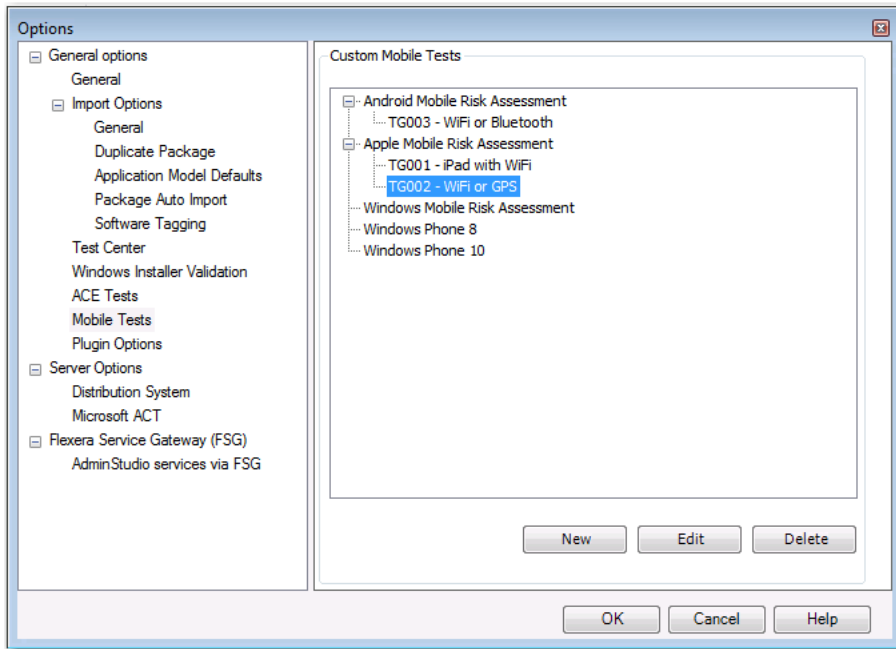 Options
General options
General
Import Options
General
Duplicate Package
Application Model Defaults
Package Auto Import
Software Tagging
Test Center
Windows Installer Validation
ACE Tests
Mobile Tests
Plugin Options
Server Options
Distribution System
Microsoft ACT
Flexera Service Gateway (FSG)
AdminStudio services via FSG
Custom Mobile Tests
Android Mobile Risk Assessment
TG003 - WiFi or Bluetooth
Apple Mobile Risk Assessment
TG001 - iPad with WiFi
TG002 - WiFi or GPS
Windows Mobile Risk Assessment
Windows Phone 8
Windows Phone 10
New Edit Delete
OK Cancel Help